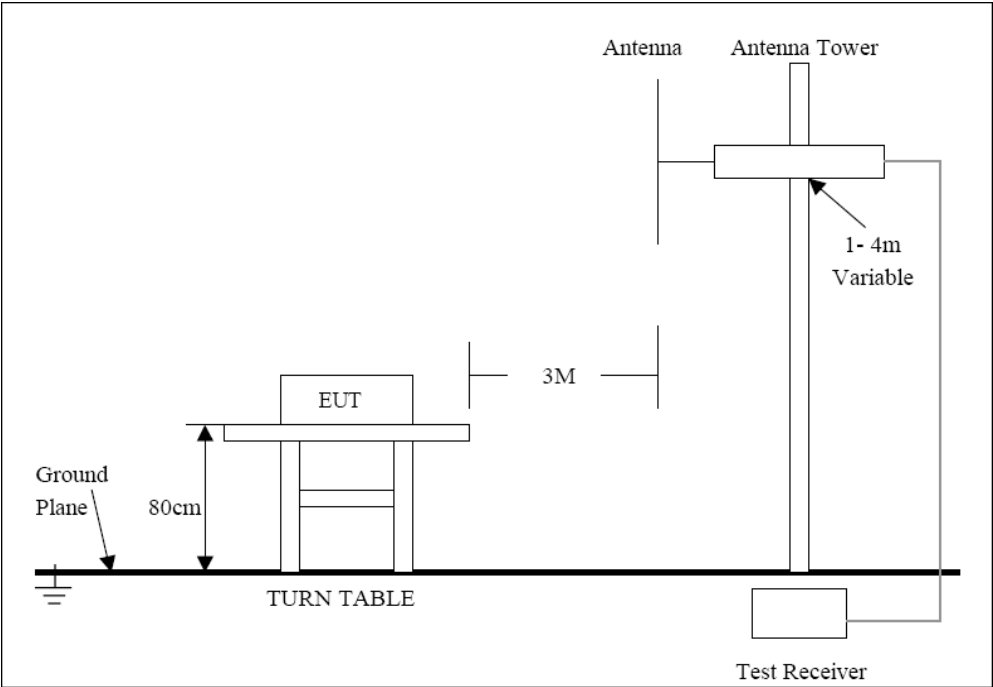 Antenna
Antenna Tower
1- 4m
Variable
3M
EUT
Ground
Plane
80cm
TURN TABLE
Test Receiver